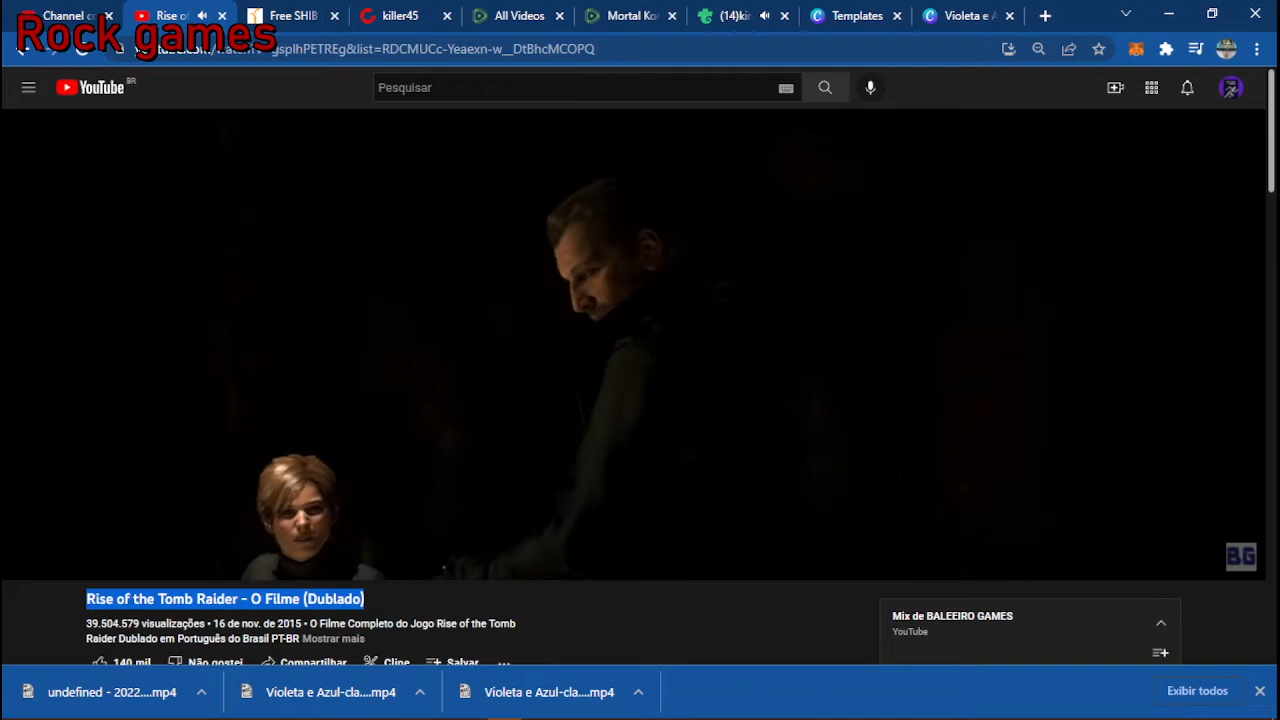 Channel c
Rise of
Free SHIB
killer45
All Videos
Mortal Ko
(14)kin
Templates
Violeta e A
Rock games
gsplhPETREg&list=RDCMUCc-Yeaexn-w__DtBhcMCOPQ
YouTube BR
Pesquisar
BG
Rise of the Tomb Raider - O Filme (Dublado)
39.504.579 visualizações • 16 de nov. de 2015 • O Filme Completo do Jogo Rise of the Tomb
Raider Dublado em Português do Brasil PT-BR Mostrar mais
140 mil
Não gostei
Compartilhar
Clipe
Salvar
Mix de BALEEIRO GAMES
YouTube
undefined - 2022....mp4
Violeta e Azul-cla....mp4
Violeta e Azul-cla....mp4
Exibir todos